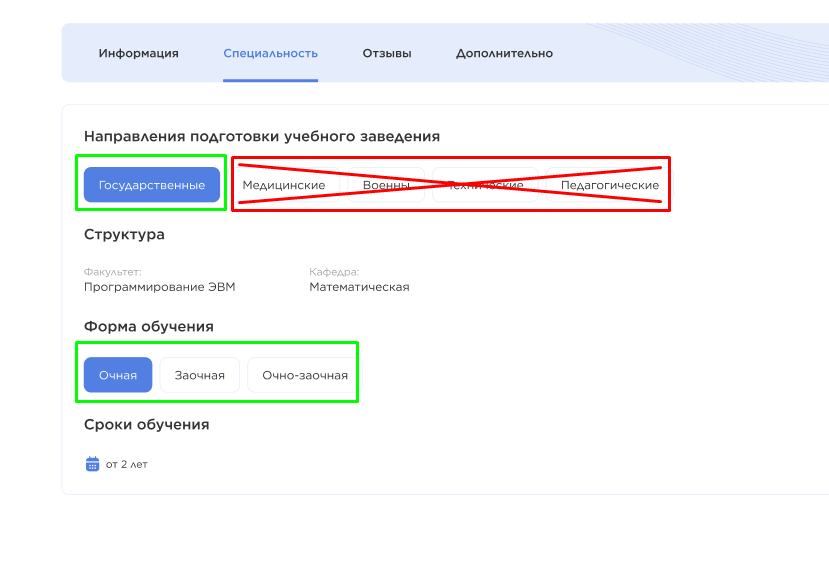 Информация Специальность Отзывы Дополнительно
Направления подготовки учебного заведения
Государственные Медицинские Военны Технические Педагогические
Структура
Факультет: Кафедра:
Программирование ЭВМ Математическая
Форма обучения
Очная Заочная Очно-заочная
Сроки обучения
от 2 лет